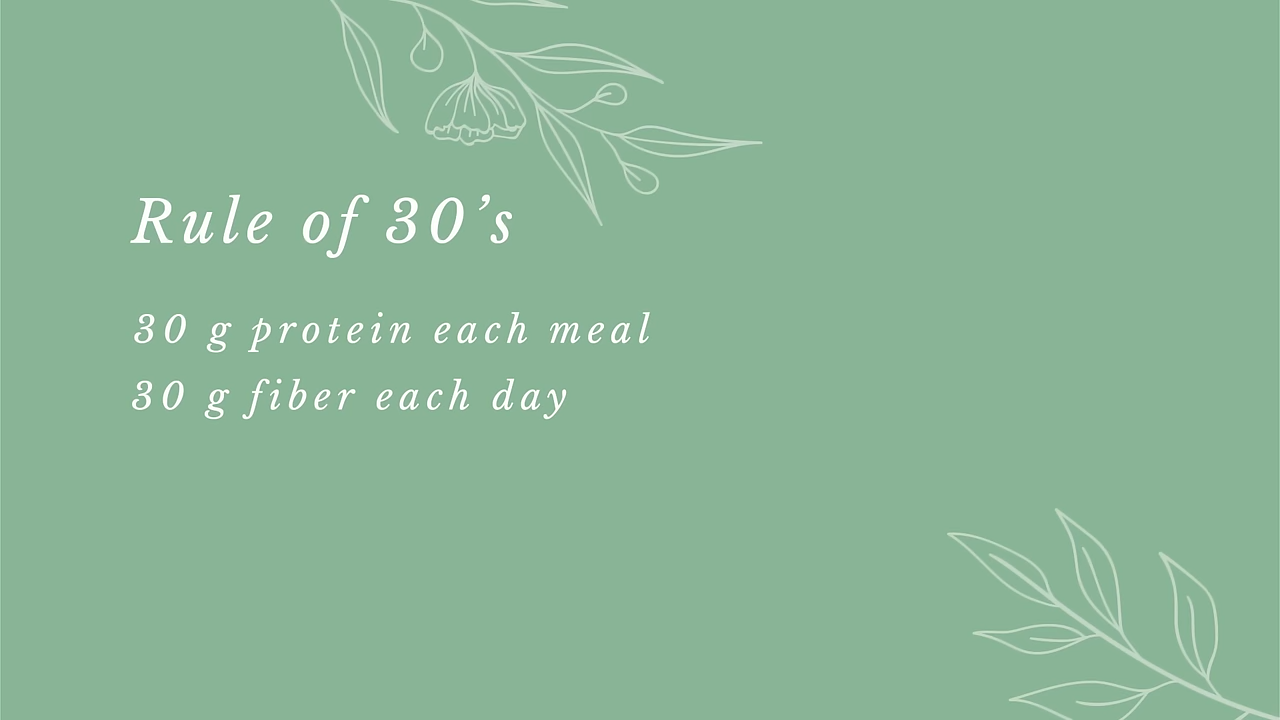 Rule of 30’s
30 g protein each meal
30 g fiber each day